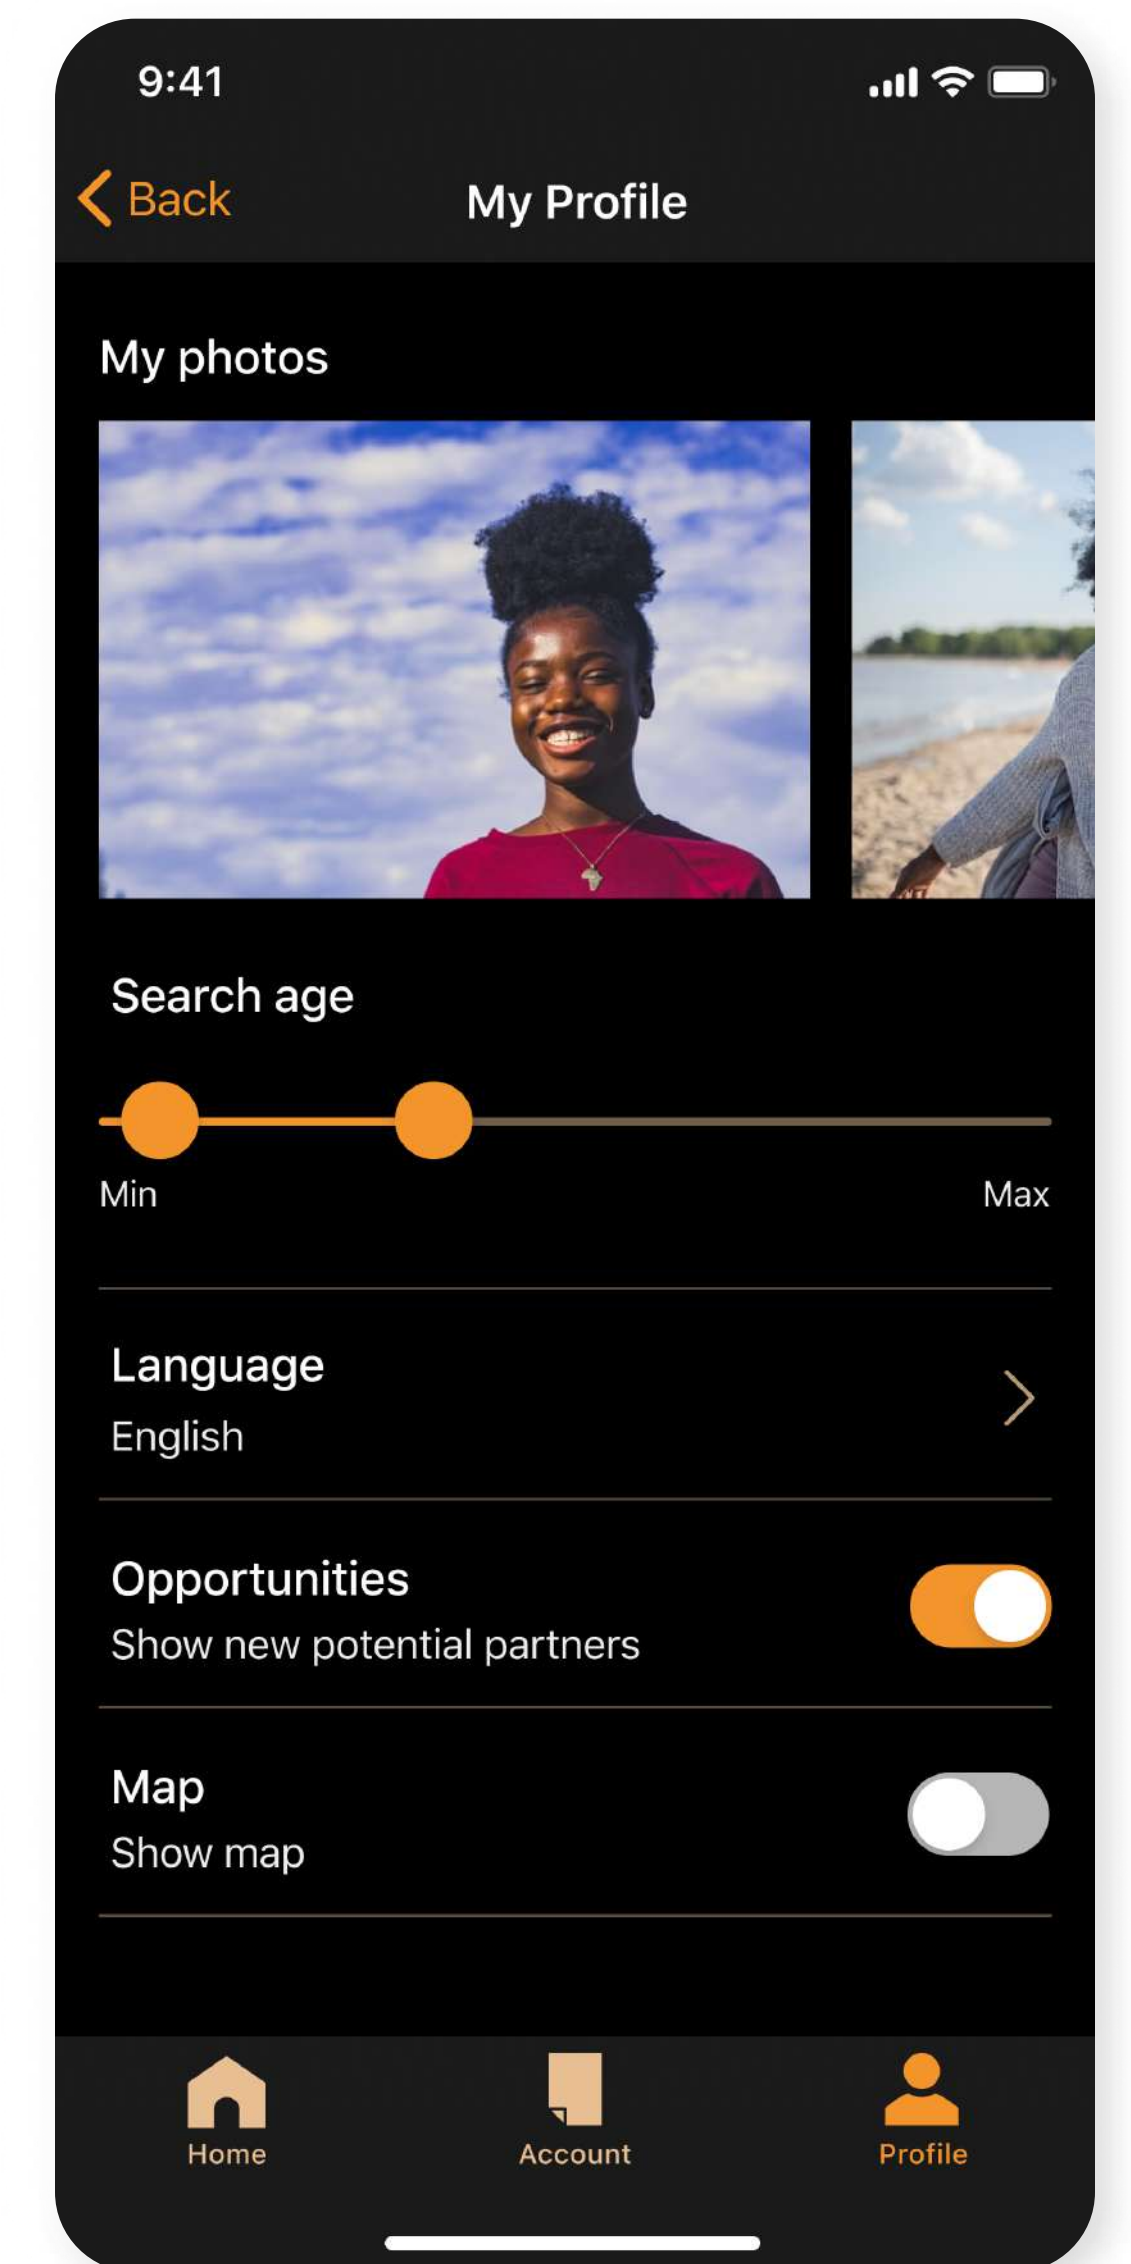 9:41
Back
My Profile
My photos
Search age
Min
Max
Language
English
Opportunities
Show new potential partners
Map
Show map
Home
Account
Profile